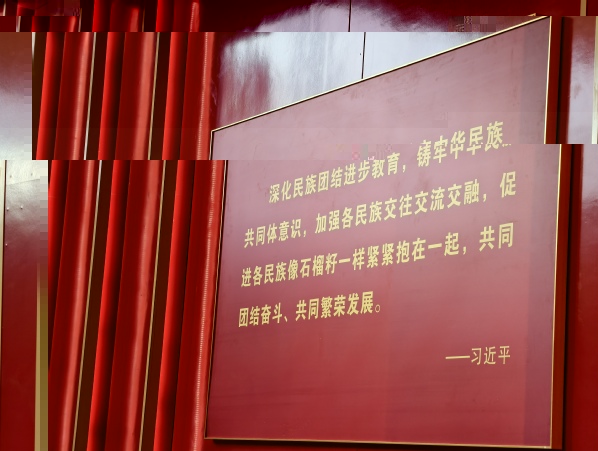 深化民族团结进步教育，铸牢华族
共同体意识，加强各民族交往交流交融，促
进各民族像石榴籽一样紧紧抱在一起，共同
团结奋斗、共同繁荣发展。
——习近平